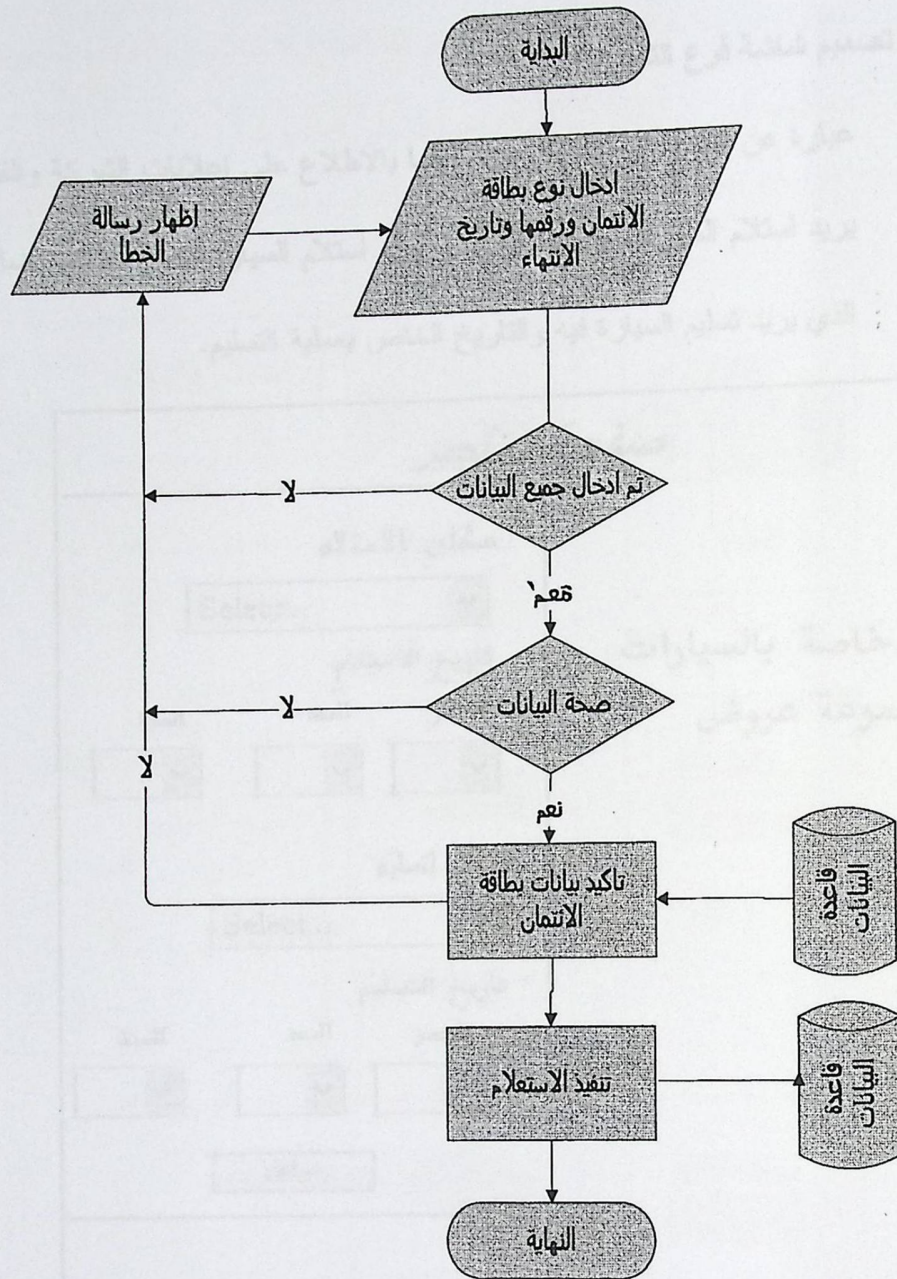 البداية
ادخال نوع بطاقة
الائتمان ورقمها وتاريخ
الانتهاء
اظهار رسالة
الخطا
تم ادخال جميع البيانات
لا
نعم
صحة البيانات
لا
نعم
لا
تاكيد بيانات بطاقة
الائتمان
قاعدة
البيانات
تنفيذ الاستعلام
قاعدة
البيانات
النهاية